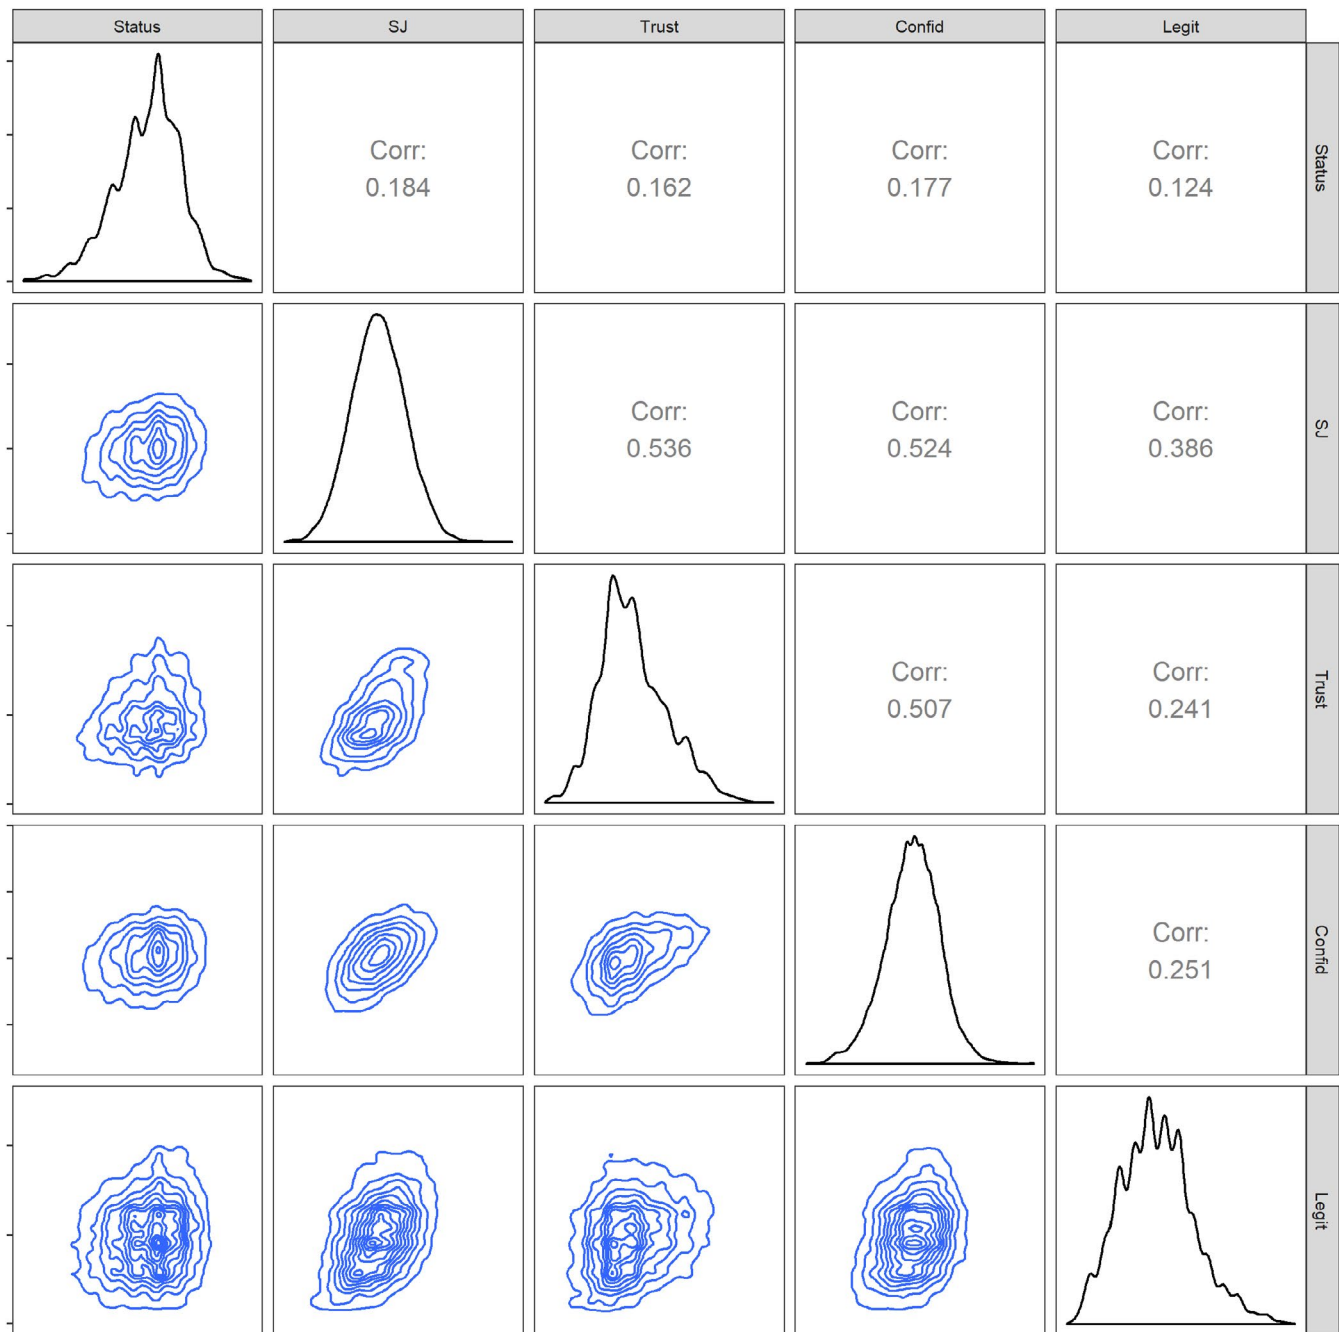 Status SJ Trust Confid Legit
Corr: Corr: Corr: Corr:
0.184 0.162 0.177 0.124
Status
Corr: Corr: Corr:
0.536 0.524 0.386
SJ
Corr: Corr:
0.507 0.241
Trust
Corr:
0.251
Confid
Legit